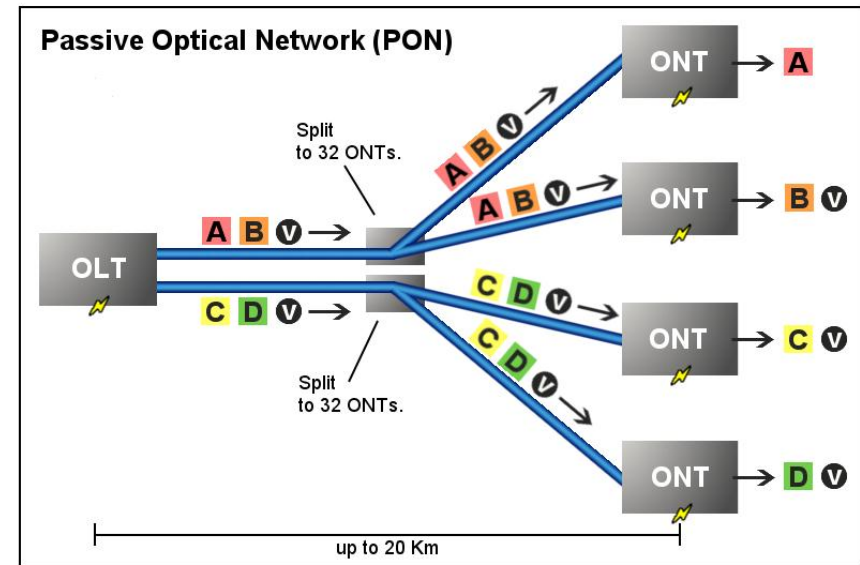 Passive Optical Network (PON)
Split
to 32 ONTs.
A B V
OLT
C D V
Split
to 32 ONTs.
A B V
A B V
C D V
C D V
ONT
A
ONT
B V
ONT
C V
ONT
D V
up to 20 Km